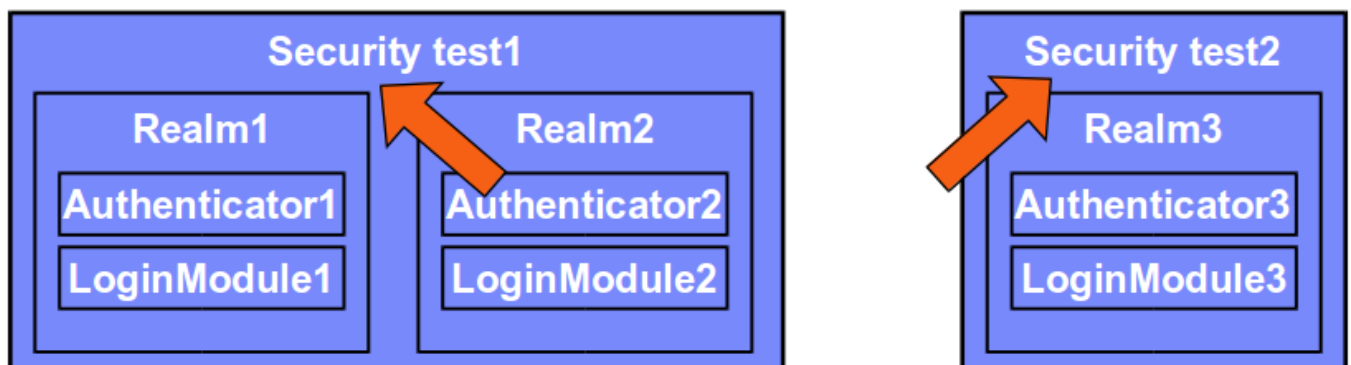 Security test1
Realm1
Authenticator1
LoginModule1
Realm2
Authenticator2
LoginModule2
Security test2
Realm3
Authenticator3
LoginModule3